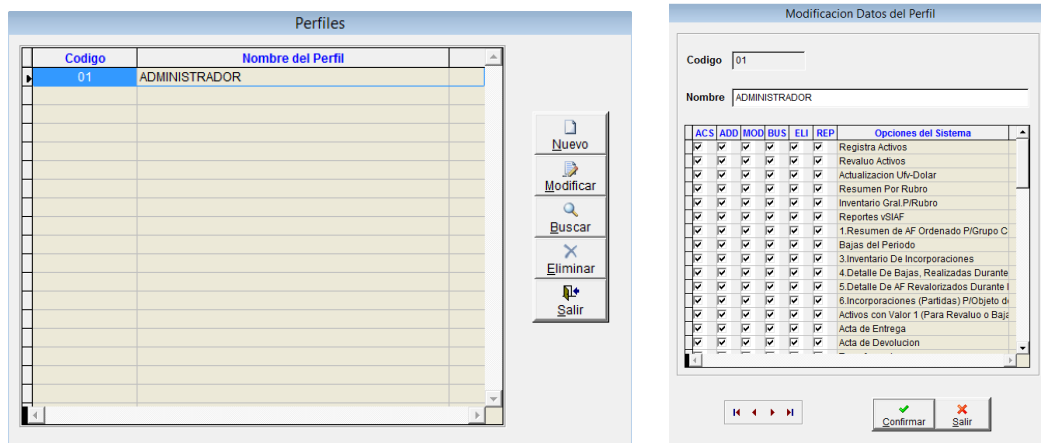 Perfiles
Codigo Nombre del Perfil
01 ADMINISTRADOR
Nuevo
Modificar
Buscar
Eliminar
Salir
Modificacion Datos del Perfil
Codigo 01
Nombre ADMINISTRADOR
ACS ADD MOD BUS ELI REP Opciones del Sistema
Registra Activos
Revaluo Activos
Actualizacion Ufv-Dolar
Resumen Por Rubro
Inventario Gral.P/Rubro
Reportes vSIAF
1.Resumen de AF Ordenado P/Grupo C
Bajas del Periodo
3.Inventario De Incorporaciones
4.Detalle De Bajas, Realizadas Durante
5.Detalle De AF Revalorizados Durante
6.Incorporaciones (Partidas) P/Objeto d
Activos con Valor 1 (Para Revaluo o Baja
Acta de Entrega
Acta de Devolucion
Confirmar Salir